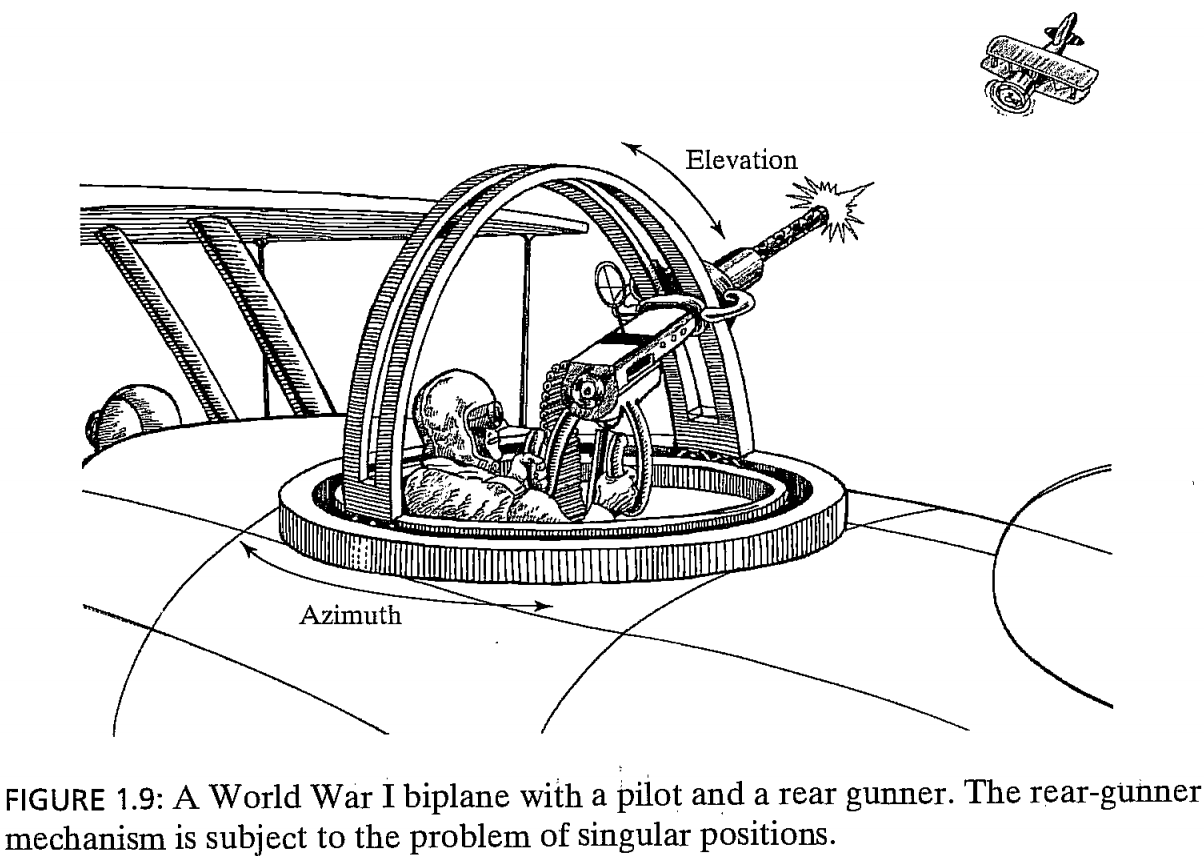 Elevation
Azimuth
FIGURE 1.9: A World War I biplane with a pilot and a rear gunner. The rear-gunner
mechanism is subject to the problem of singular positions.